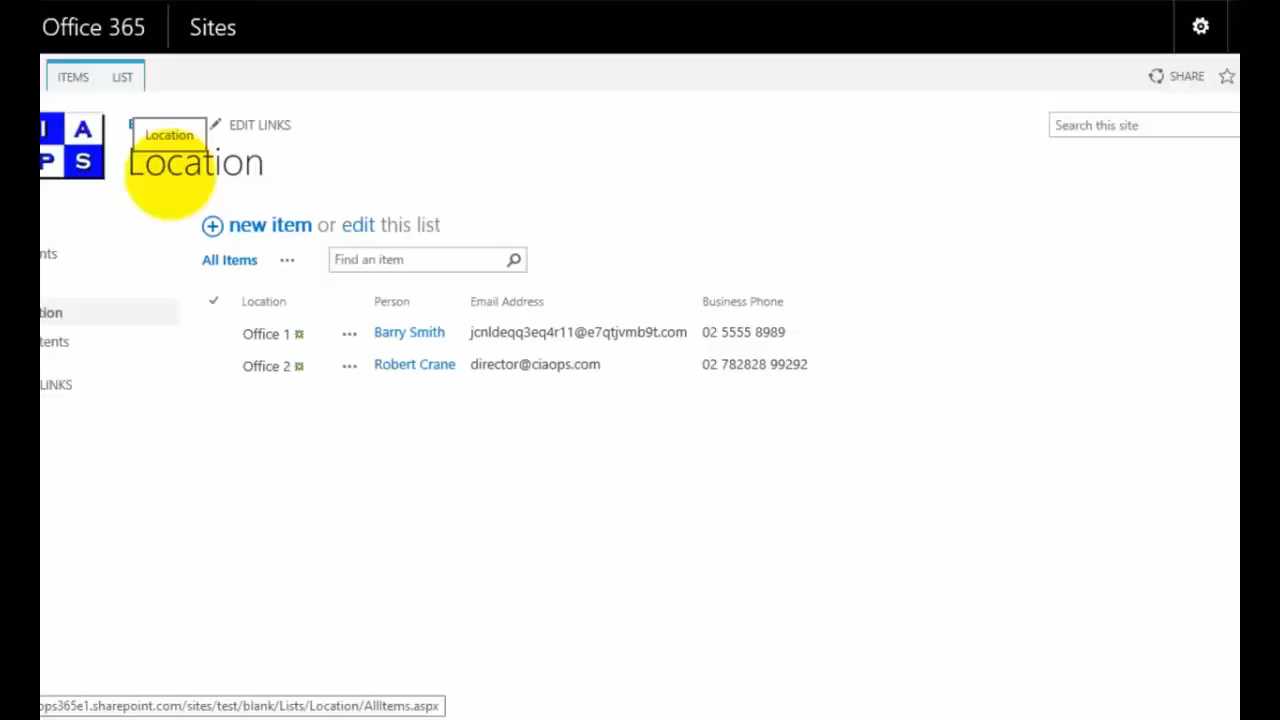 Office 365 Sites
ITEMS LIST SHARE
I A
P S
Location
EDIT LINKS
Search this site
Location
new item or edit this list
All Items ... Find an item
nts
tion
tents
LINKS
Location Person Email Address Business Phone
Office 1 ... Barry Smith jcnldeqq3eq4r11@e7qtjvmb9t.com 02 5555 8989
Office 2 ... Robert Crane director@ciaops.com 02 782828 99292
ops365e1.sharepoint.com/sites/test/blank/Lists/Location/AllItems.aspx